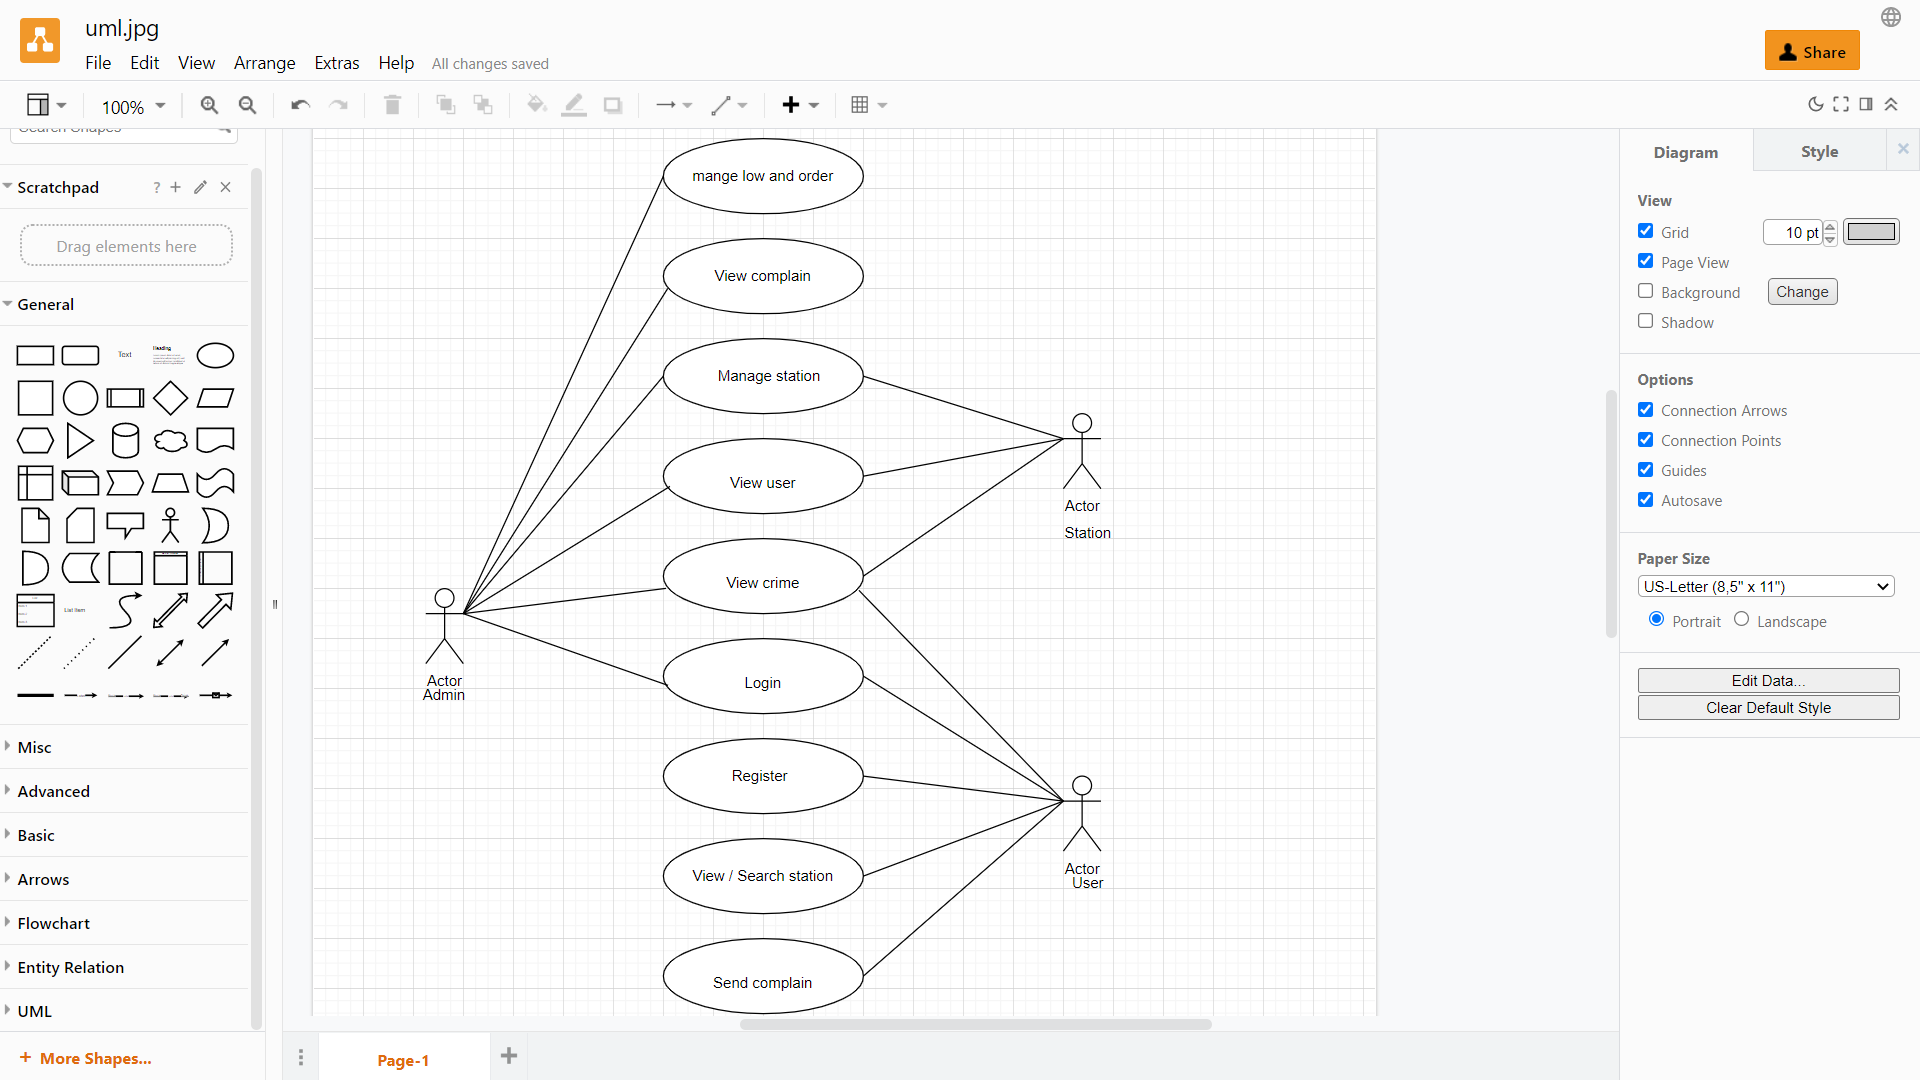 uml.jpg
File Edit View Arrange Extras Help All changes saved
Share
100%
Search Shapes
Scratchpad
?
Drag elements here
General
Text
Heading
List Item
Misc
Advanced
Basic
Arrows
Flowchart
Entity Relation
UML
+ More Shapes...
mange low and order
View complain
Manage station
View user
View crime
Login
Register
View / Search station
Send complain
Actor
Admin
Actor
Station
Actor
User
Page-1
Diagram
Style
View
Grid
10 pt
Page View
Background
Change
Shadow
Options
Connection Arrows
Connection Points
Guides
Autosave
Paper Size
US-Letter (8,5" x 11")
Portrait
Landscape
Edit Data...
Clear Default Style